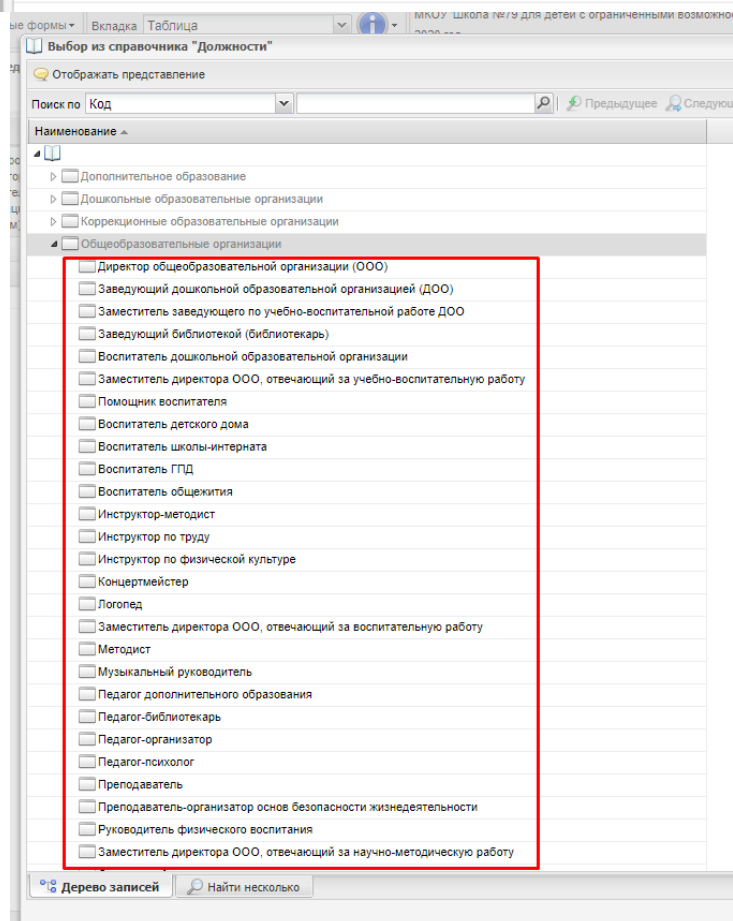 ые формы Вкладка Таблица
МКОУ "Школа №79 для детей с ограниченными
2020 год
Выбор из справочника "Должности"
Отображать представление
Поиск по Код Предыдущее
Наименование
Дополнительное образование
Дошкольные образовательные организации
Коррекционные образовательные организации
Общеобразовательные организации
Директор общеобразовательной организации (ООО)
Заведующий дошкольной образовательной организацией (ДОО)
Заместитель заведующего по учебно-воспитательной работе ДОО
Заведующий библиотекой (библиотекарь)
Воспитатель дошкольной образовательной организации
Заместитель директора ООО, отвечающий за учебно-воспитательную работу
Помощник воспитателя
Воспитатель детского дома
Воспитатель школы-интерната
Воспитатель ГПД
Воспитатель общежития
Инструктор-методист
Инструктор по труду
Инструктор по физической культуре
Концертмейстер
Логопед
Заместитель директора ООО, отвечающий за воспитательную работу
Методист
Музыкальный руководитель
Педагог дополнительного образования
Педагог-библиотекарь
Педагог-организатор
Педагог-психолог
Преподаватель
Преподаватель-организатор основ безопасности жизнедеятельности
Руководитель физического воспитания
Заместитель директора ООО, отвечающий за научно-методическую работу
Дерево записей Найти несколько